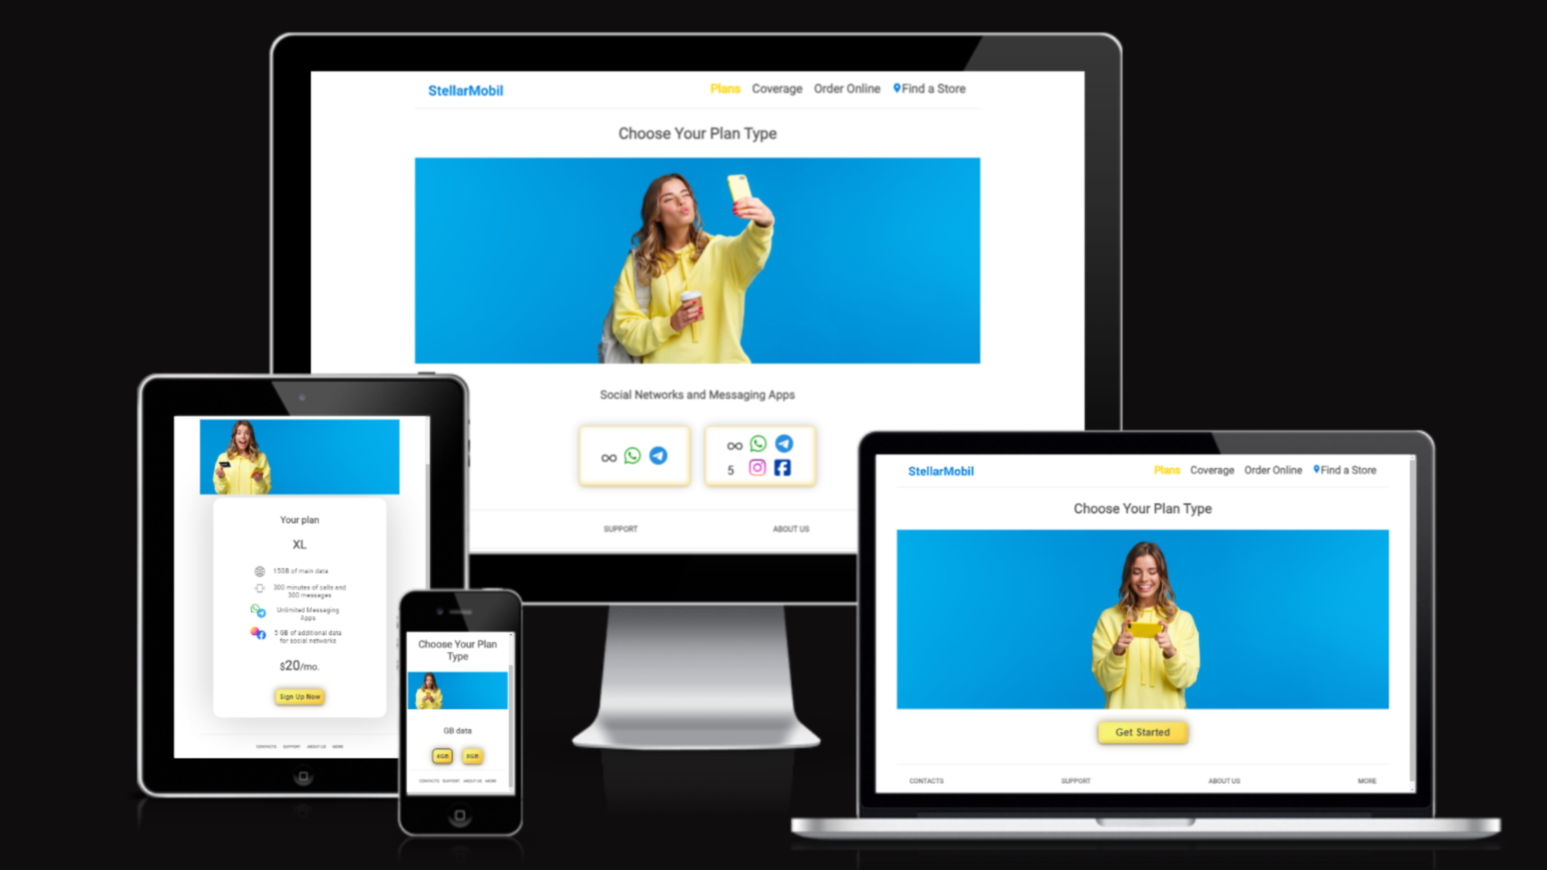 StellarMobil
Plans Coverage Order Online Find a Store
Choose Your Plan Type
Social Networks and Messaging Apps
∞
∞
5
SUPPORT ABOUT US
Your plan
XL
15GB of main data
300 minutes of calls and
300 messages
Unlimited Messaging
Apps
5 GB of additional data
for social networks
$20/mo.
Sign Up Now
CONTACTS SUPPORT ABOUT US MORE
Choose Your Plan
Type
GB data
4GB 8GB
CONTACTS SUPPORT ABOUT US MORE
StellarMobil
Plans Coverage Order Online Find a Store
Choose Your Plan Type
Get Started
CONTACTS SUPPORT ABOUT US MORE